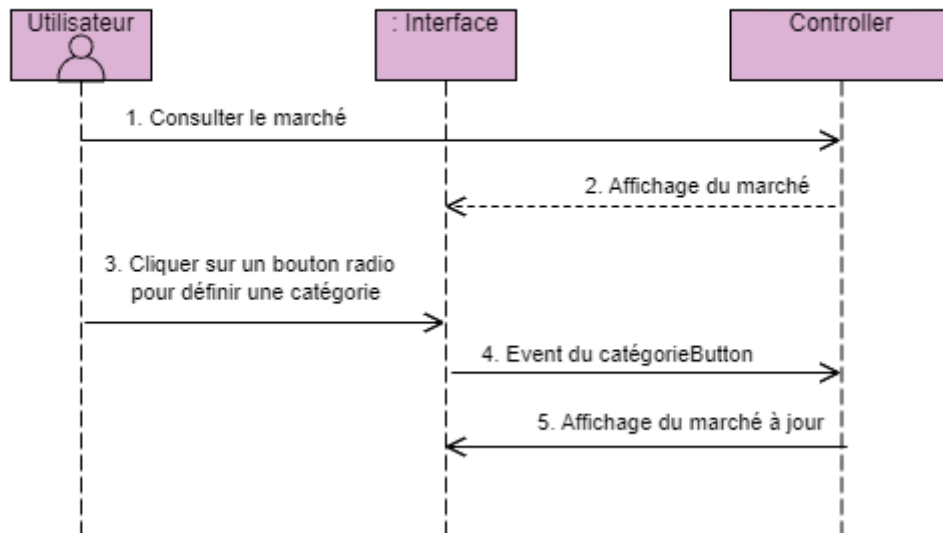 Utilisateur
: Interface
Controller
1. Consulter le marché
2. Affichage du marché
3. Cliquer sur un bouton radio
pour définir une catégorie
4. Event du catégorieButton
5. Affichage du marché à jour